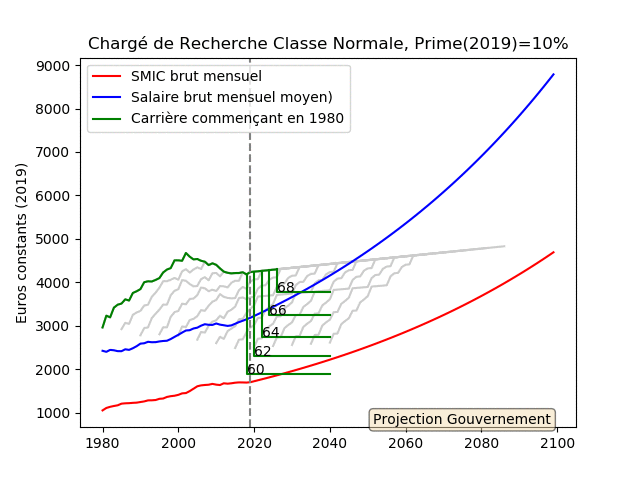 Chargé de Recherche Classe Normale, Prime(2019)=10%
SMIC brut mensuel
Salaire brut mensuel moyen)
Carrière commençant en 1980
Euros constants (2019)
9000
8000
7000
6000
5000
4000
3000
2000
1000
68
66
64
62
60
Projection Gouvernement
1980 2000 2020 2040 2060 2080 2100